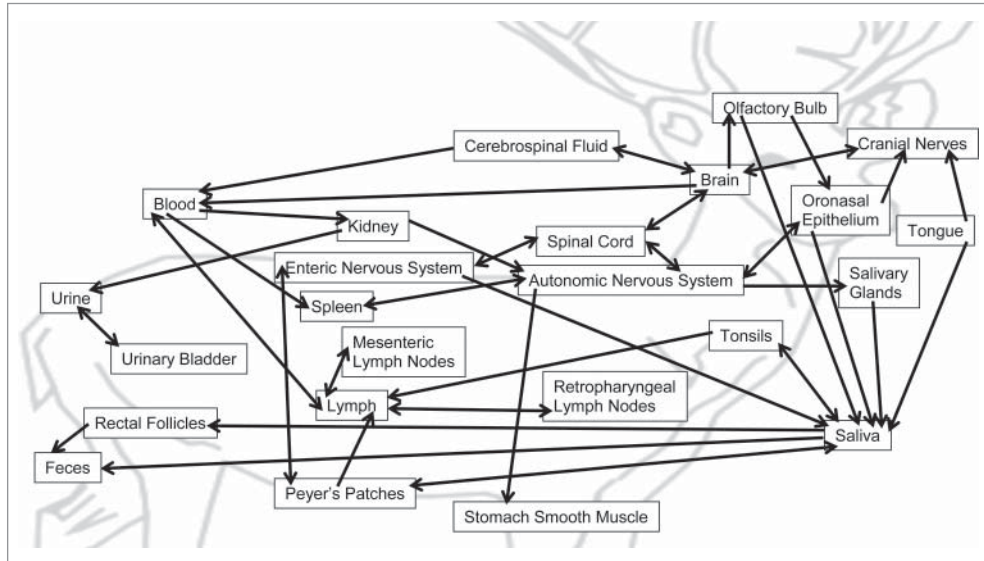 Olfactory Bulb
Cerebrospinal Fluid
Cranial Nerves
Brain
Blood
Oronasal
Epithelium
Kidney
Tongue
Spinal Cord
Enteric Nervous System
Autonomic Nervous System
Salivary
Glands
Urine
Spleen
Mesenteric
Lymph Nodes
Tonsils
Urinary Bladder
Retropharyngeal
Lymph Nodes
Lymph
Rectal Follicles
Saliva
Feces
Peyer's Patches
Stomach Smooth Muscle